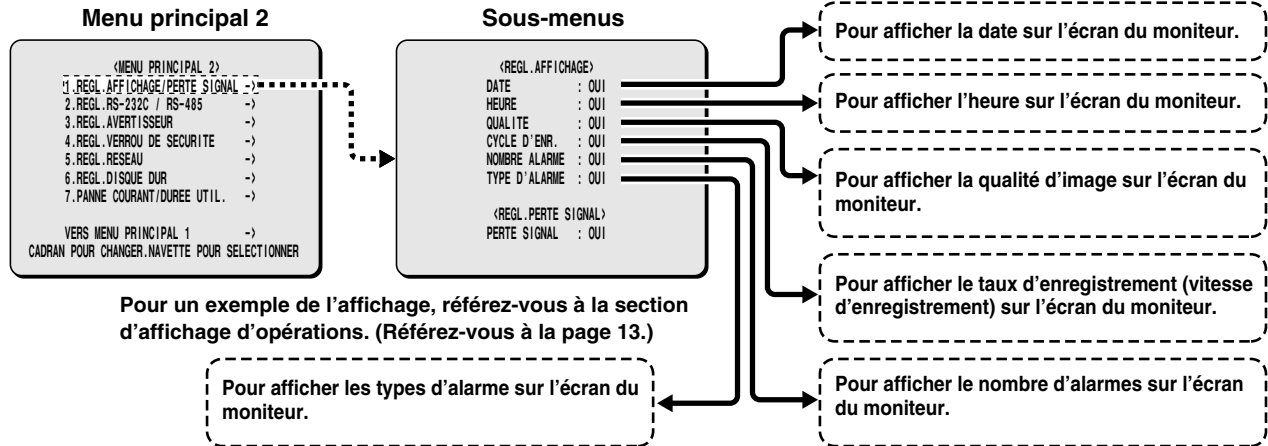 Menu principal 2
<MENU PRINCIPAL 2>
1.REGL.AFFICHAGE/PERTE SIGNAL ->
2.REGL.RS-232C / RS-485 ->
3.REGL.AVERTISSEUR ->
4.REGL.VERROU DE SECURITE ->
5.REGL.RESEAU ->
6.REGL.DISQUE DUR ->
7.PANNE COURANT/DUREE UTIL. ->
VERS MENU PRINCIPAL 1 ->
CADRAN POUR CHANGER.NAVETTE POUR SELECTIONNER
Sous-menus
<REGL.AFFICHAGE>
DATE : OUI
HEURE : OUI
QUALITE : OUI
CYCLE D'ENR. : OUI
NOMBRE ALARME : OUI
TYPE D'ALARME : OUI
<REGL.PERTE SIGNAL>
PERTE SIGNAL : OUI
Pour afficher la date sur l'écran du moniteur.
Pour afficher l'heure sur l'écran du moniteur.
Pour afficher la qualité d'image sur l'écran du
moniteur.
Pour afficher le taux d'enregistrement (vitesse
d'enregistrement) sur l'écran du moniteur.
Pour afficher le nombre d'alarmes sur l'écran
du moniteur.
Pour un exemple de l'affichage, référez-vous à la section
d'affichage d'opérations. (Référez-vous à la page 13.)
Pour afficher les types d'alarme sur l'écran du
moniteur.